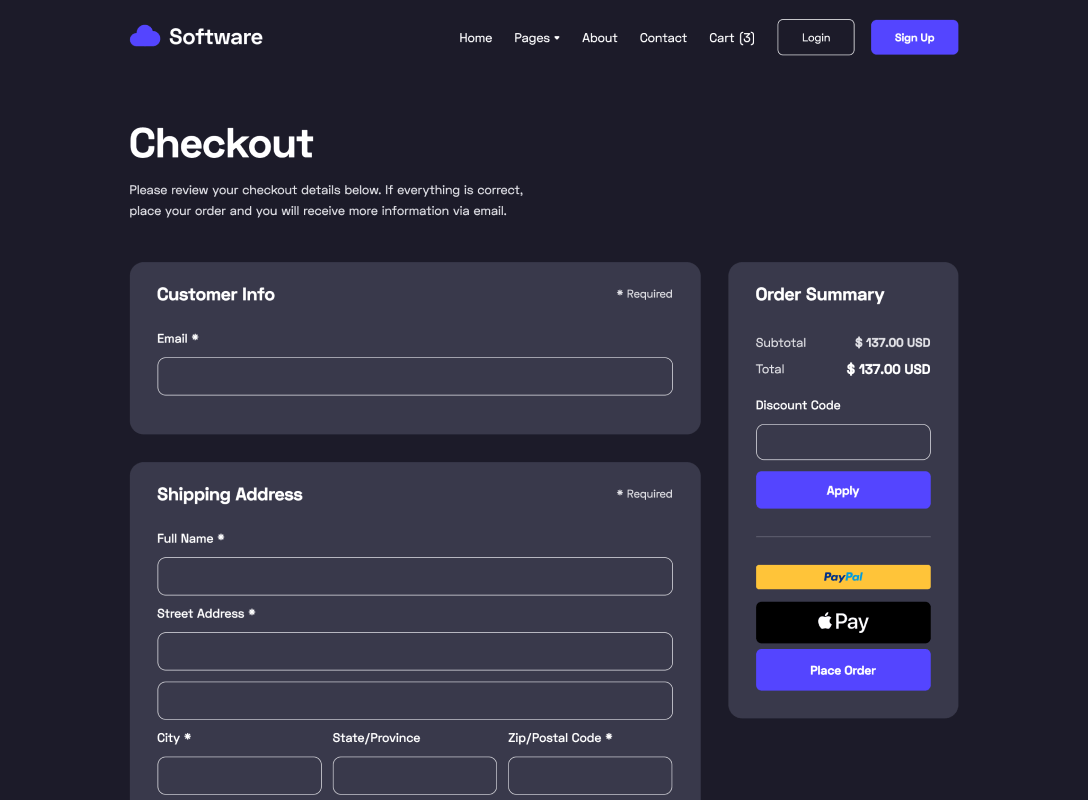 Software
Home Pages About Contact Cart (3) Login Sign Up
Checkout
Please review your checkout details below. If everything is correct,
place your order and you will receive more information via email.
Customer Info * Required
Email *
Shipping Address * Required
Full Name *
Street Address *
City * State/Province Zip/Postal Code *
Order Summary
Subtotal $ 137.00 USD
Total $ 137.00 USD
Discount Code
Apply
PayPal
Pay
Place Order